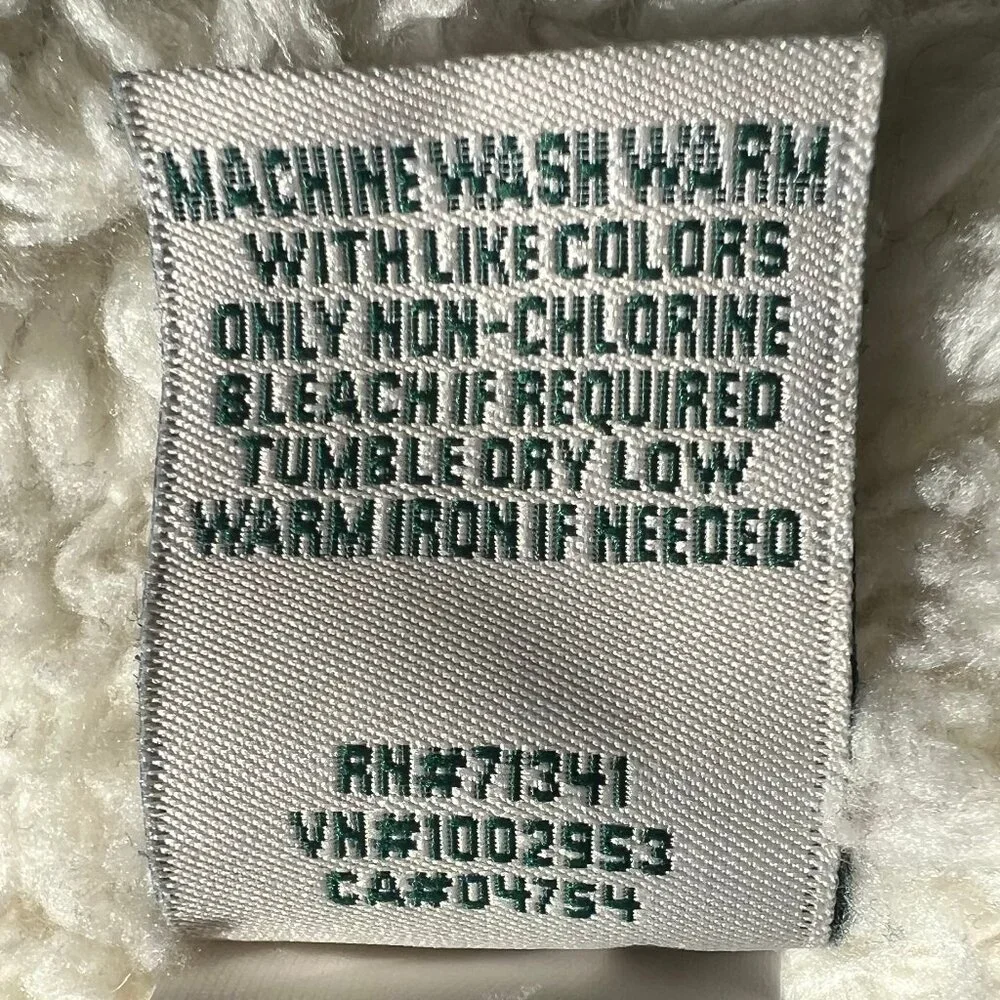 MACHINE WASH WARM
WITH LIKE COLORS
ONLY NON-CHLORINE
BLEACH IF REQUIRED
TUMBLE DRY LOW
WARM IRON IF NEEDED
RN#71341
VN#1002953
CA#04754